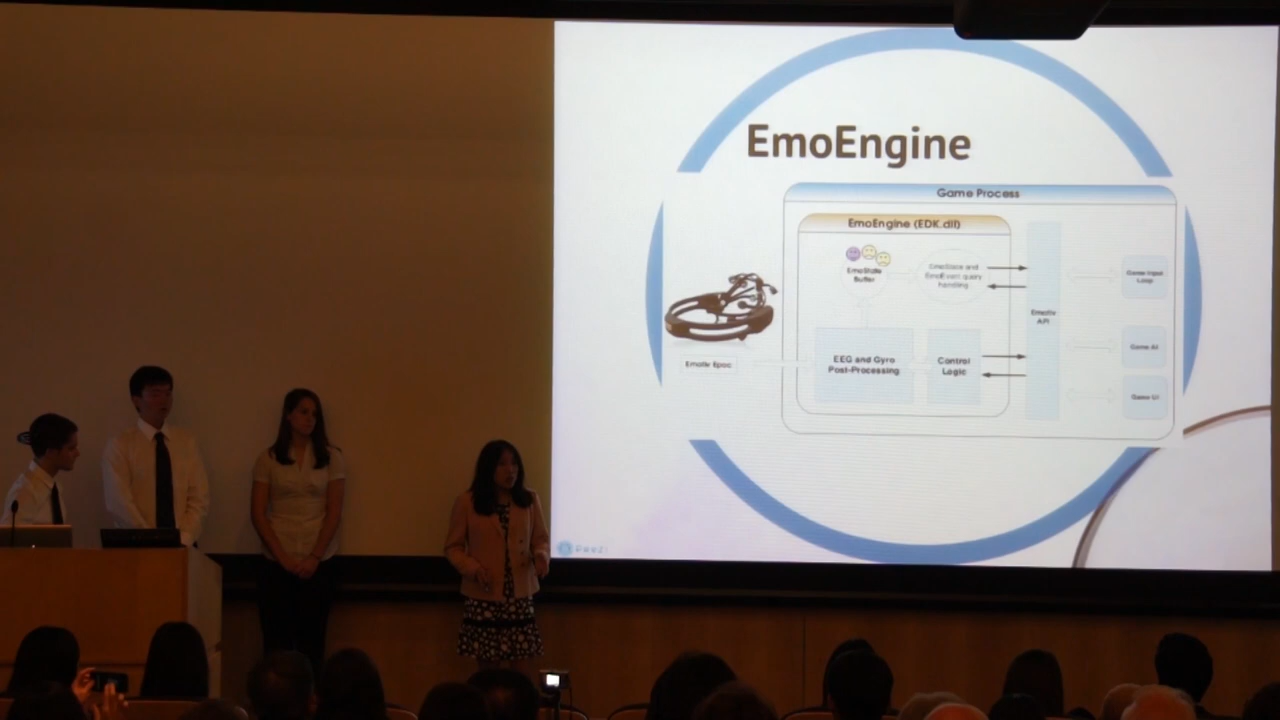 EmoEngine
Game Process
EmoEngine (EDK.dll)
EmoState
Buffer
EmoState and
EmoEvent query
handling
Game Input
Loop
Emotiv
API
Emotiv Epoc
EEG and Gyro
Post-Processing
Control
Logic
Game AI
Game UI
Prezi